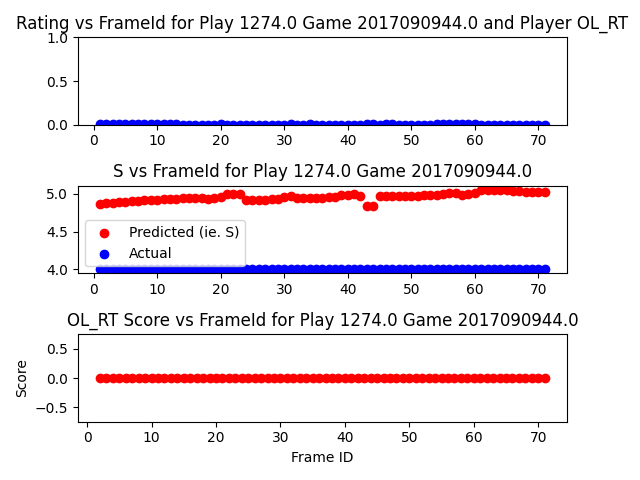 Rating vs FrameId for Play 1274.0 Game 2017090944.0 and Player OL_RT
1.0
0.5
0.0
0 10 20 30 40 50 60 70
S vs FrameId for Play 1274.0 Game 2017090944.0
5.0
4.5
4.0
Predicted (ie. S)
Actual
0 10 20 30 40 50 60 70
OL_RT Score vs FrameId for Play 1274.0 Game 2017090944.0
Score
0.5
0.0
−0.5
0 10 20 30 40 50 60 70
Frame ID